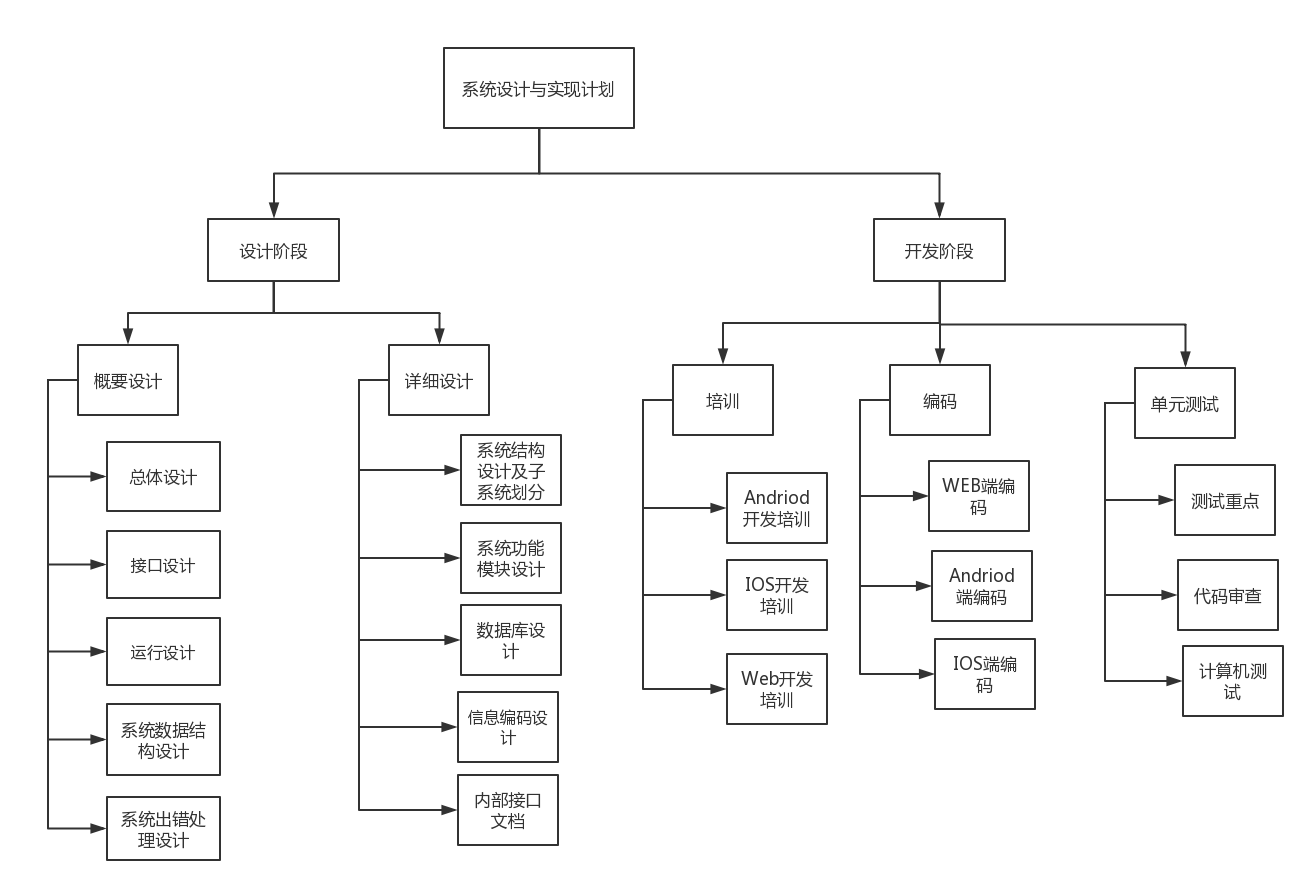 系统设计与实现计划
设计阶段
开发阶段
概要设计
总体设计
接口设计
运行设计
系统数据结
构设计
系统出错处
理设计
详细设计
系统结构
设计及子
系统划分
系统功能
模块设计
数据库设
计
信息编码设
计
内部接口
文档
培训
Andriod
开发培训
IOS开发
培训
Web开发
培训
编码
WEB端编
码
Andriod
端编码
IOS端编
码
单元测试
测试重点
代码审查
计算机测
试